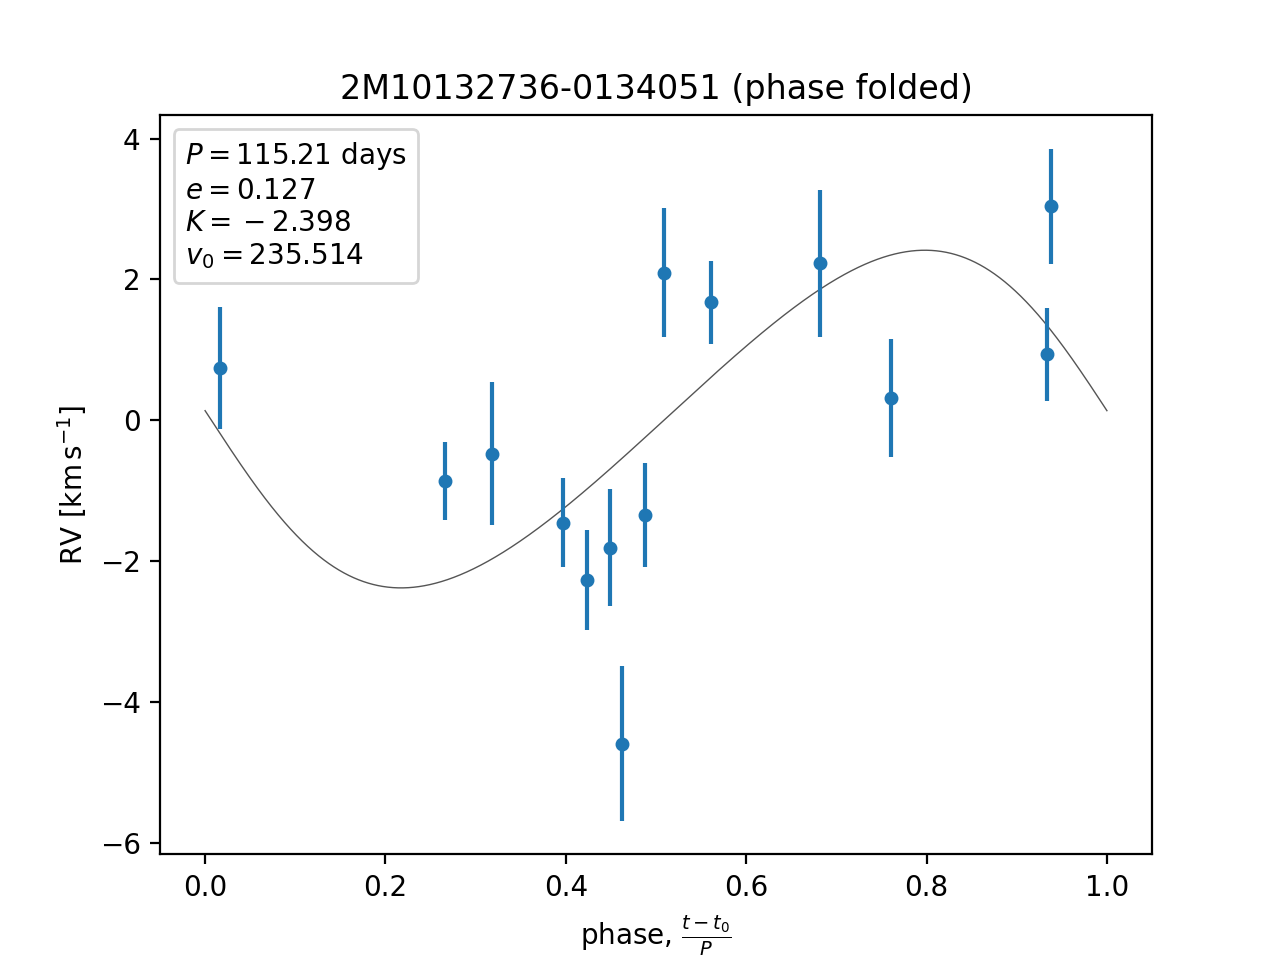 2M10132736-0134051 (phase folded)
P = 115.21 days
e = 0.127
K = −2.398
v₀ = 235.514
4
2
0
−2
−4
−6
RV [km s⁻¹]
0.0 0.2 0.4 0.6 0.8 1.0
phase, (t − t₀)/P